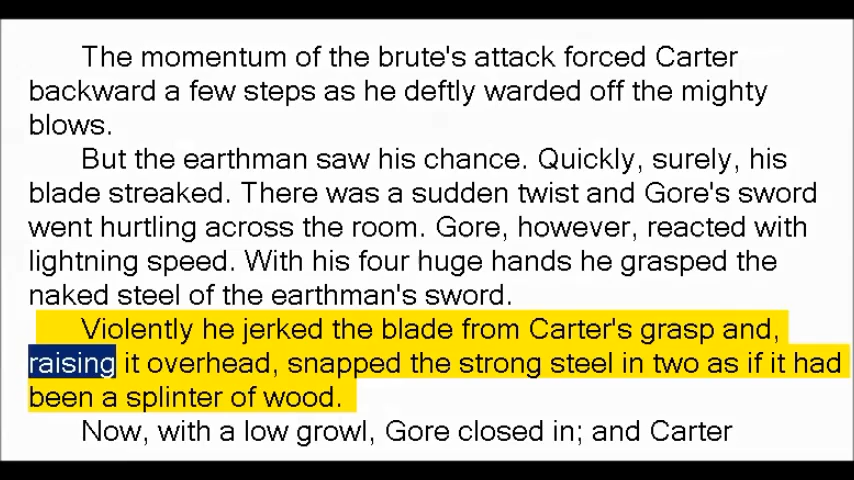 The momentum of the brute's attack forced Carter
backward a few steps as he deftly warded off the mighty
blows.
But the earthman saw his chance. Quickly, surely, his
blade streaked. There was a sudden twist and Gore's sword
went hurtling across the room. Gore, however, reacted with
lightning speed. With his four huge hands he grasped the
naked steel of the earthman's sword.
Violently he jerked the blade from Carter's grasp and,
raising it overhead, snapped the strong steel in two as if it had
been a splinter of wood.
Now, with a low growl, Gore closed in; and Carter